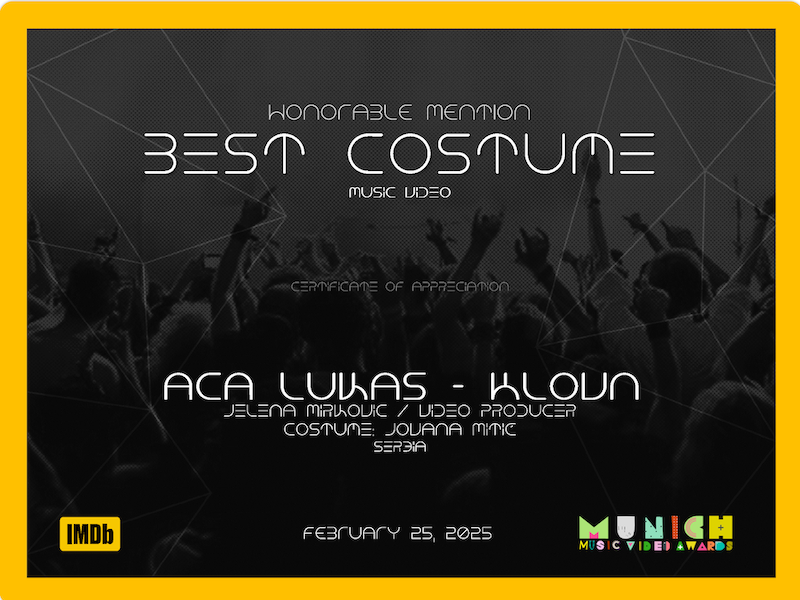 HONORABLE MENTION
BEST COSTUME
MUSIC VIDEO
CERTIFICATE OF APPRECIATION
ACA LUKAS - KLOVN
JELENA MIRKOVIC / VIDEO PRODUCER
COSTUME: JOVANA MITIC
SERBIA
IMDb
FEBRUARY 25, 2025
MUNICH
MUSIC VIDEO AWARDS